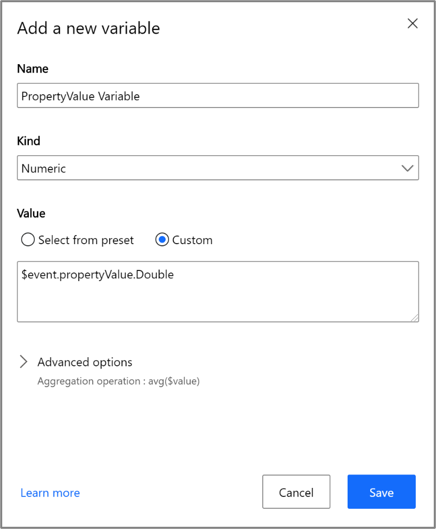 Add a new variable
Name
PropertyValue Variable
Kind
Numeric
Value
Select from preset Custom
$event.propertyValue.Double
Advanced options
Aggregation operation : avg($value)
Learn more Cancel Save